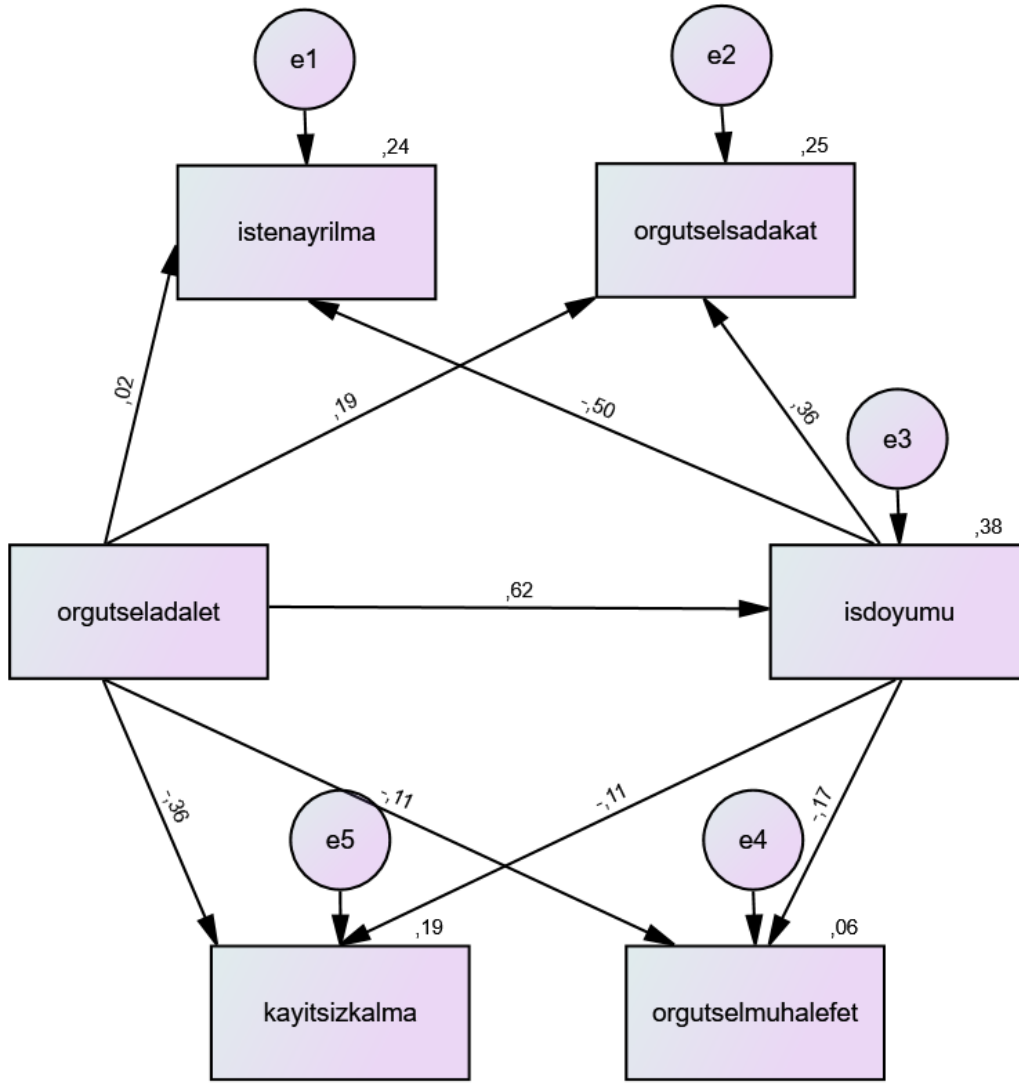 e1
e2
,24
,25
istenayrilma
orgutselsadakat
,02
,19
-,50
,36
e3
,38
orgutseladalet
,62
isdoyumu
-,36
-,11
-,11
-,17
e5
e4
,19
,06
kayitsizkalma
orgutselmuhalefet